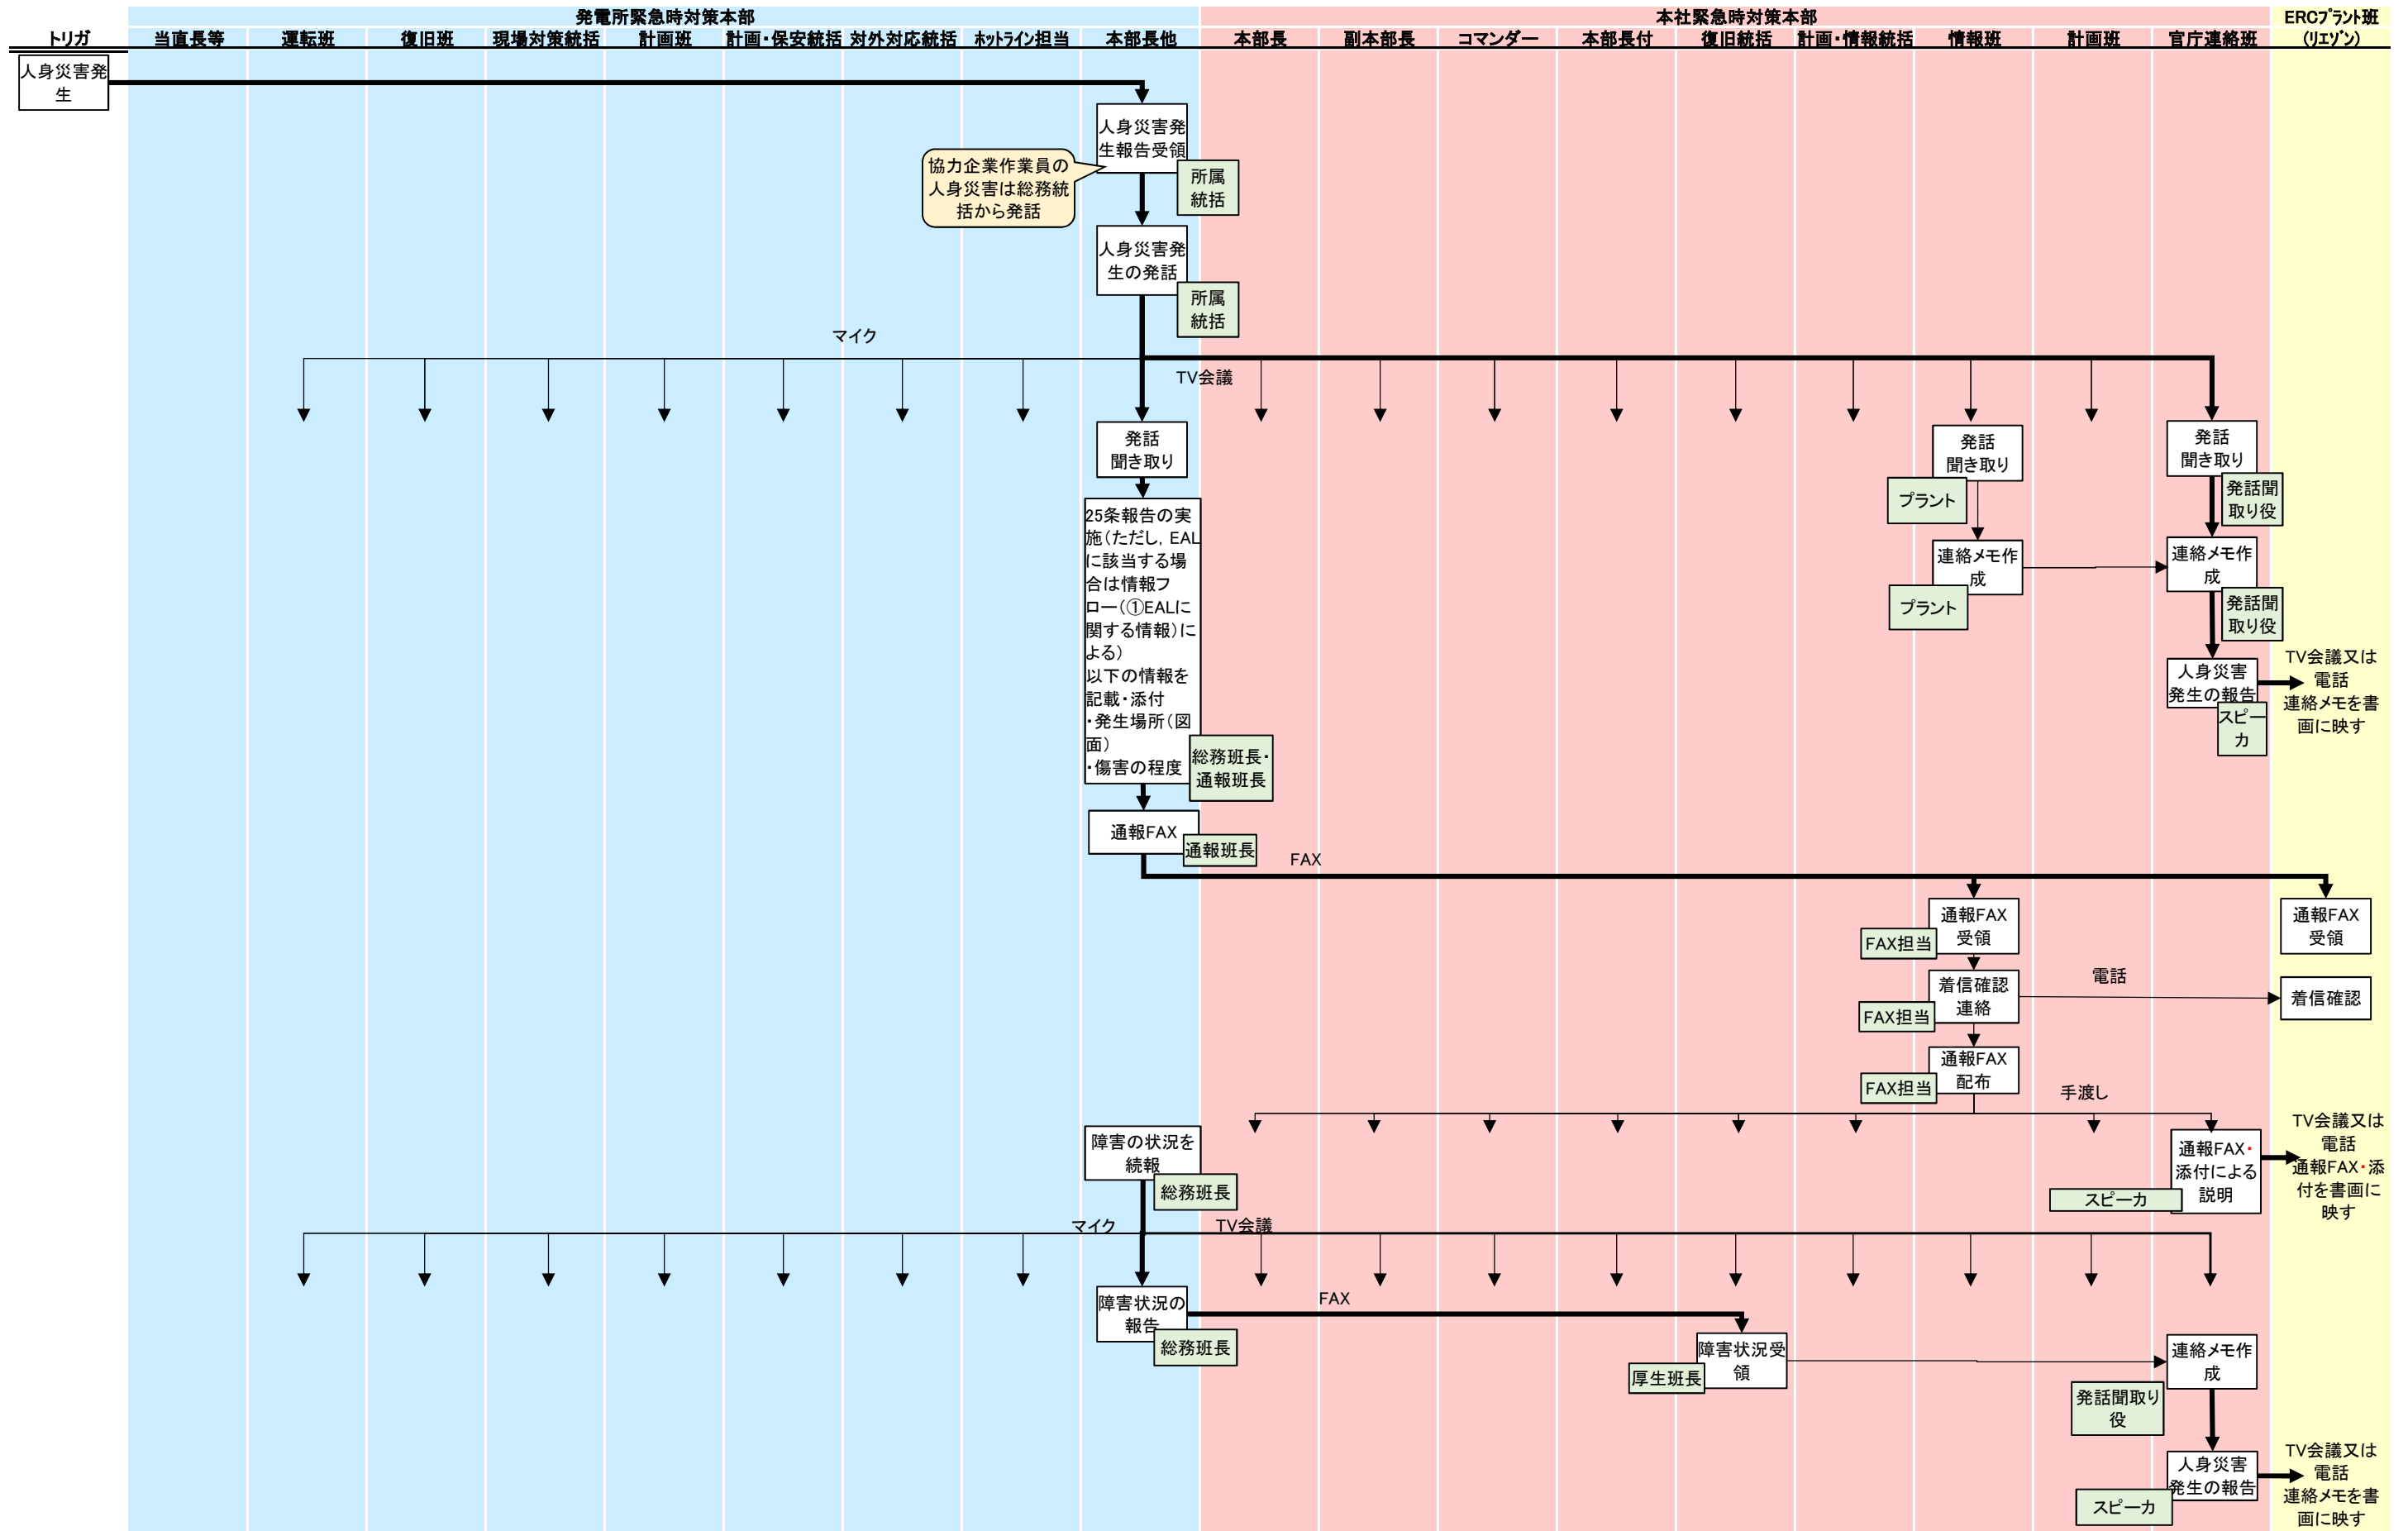 発電所緊急時対策本部
本社緊急時対策本部
ERCプラント班
(リエゾン)
トリガ
当直長等
運転班
復旧班
現場対策統括
計画班
計画・保安統括
対外対応統括
ホットライン担当
本部長他
本部長
副本部長
コマンダー
本部長付
復旧統括
計画・情報統括
情報班
計画班
官庁連絡班
人身災害発
生
人身災害発
生報告受領
所属
統括
協力企業作業員の
人身災害は総務統
括から発話
人身災害発
生の発話
所属
統括
マイク
TV会議
発話
聞き取り
発話
聞き取り
プラント
発話
聞き取り
発話聞
取り役
25条報告の実
施(ただし,EAL
に該当する場
合は情報フ
ロー(①EALに
関する情報)に
よる)
以下の情報を
記載・添付
・発生場所(図
面)
・傷害の程度
総務班長・
通報班長
連絡メモ作
成
プラント
連絡メモ作
成
発話聞
取り役
人身災害
発生の報告
スピー
カ
TV会議又は
電話
連絡メモを書
画に映す
通報FAX
通報班長
FAX
通報FAX
受領
FAX担当
通報FAX
受領
着信確認
連絡
FAX担当
電話
着信確認
通報FAX
配布
FAX担当
手渡し
障害の状況を
続報
総務班長
通報FAX・
添付による
説明
スピーカ
TV会議又は
電話
通報FAX・添
付を書画に
映す
マイク
TV会議
障害状況の
報告
総務班長
FAX
障害状況受
領
厚生班長
連絡メモ作
成
発話聞取り
役
人身災害
発生の報告
スピーカ
TV会議又は
電話
連絡メモを書
画に映す